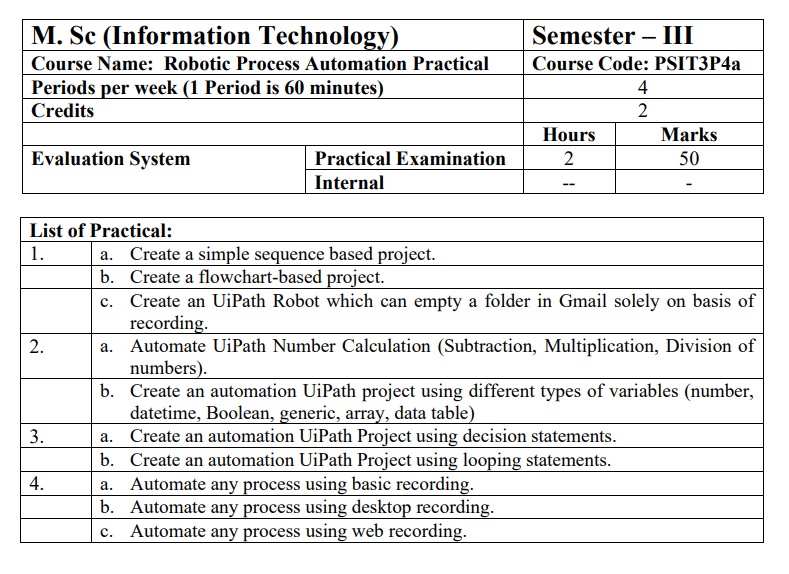 M. Sc (Information Technology) Semester – III
Course Name: Robotic Process Automation Practical Course Code: PSIT3P4a
Periods per week (1 Period is 60 minutes) 4
Credits 2
Hours Marks
Evaluation System Practical Examination 2 50
Internal -- -
List of Practical:
1. a. Create a simple sequence based project.
b. Create a flowchart-based project.
c. Create an UiPath Robot which can empty a folder in Gmail solely on basis of
recording.
2. a. Automate UiPath Number Calculation (Subtraction, Multiplication, Division of
numbers).
b. Create an automation UiPath project using different types of variables (number,
datetime, Boolean, generic, array, data table)
3. a. Create an automation UiPath Project using decision statements.
b. Create an automation UiPath Project using looping statements.
4. a. Automate any process using basic recording.
b. Automate any process using desktop recording.
c. Automate any process using web recording.